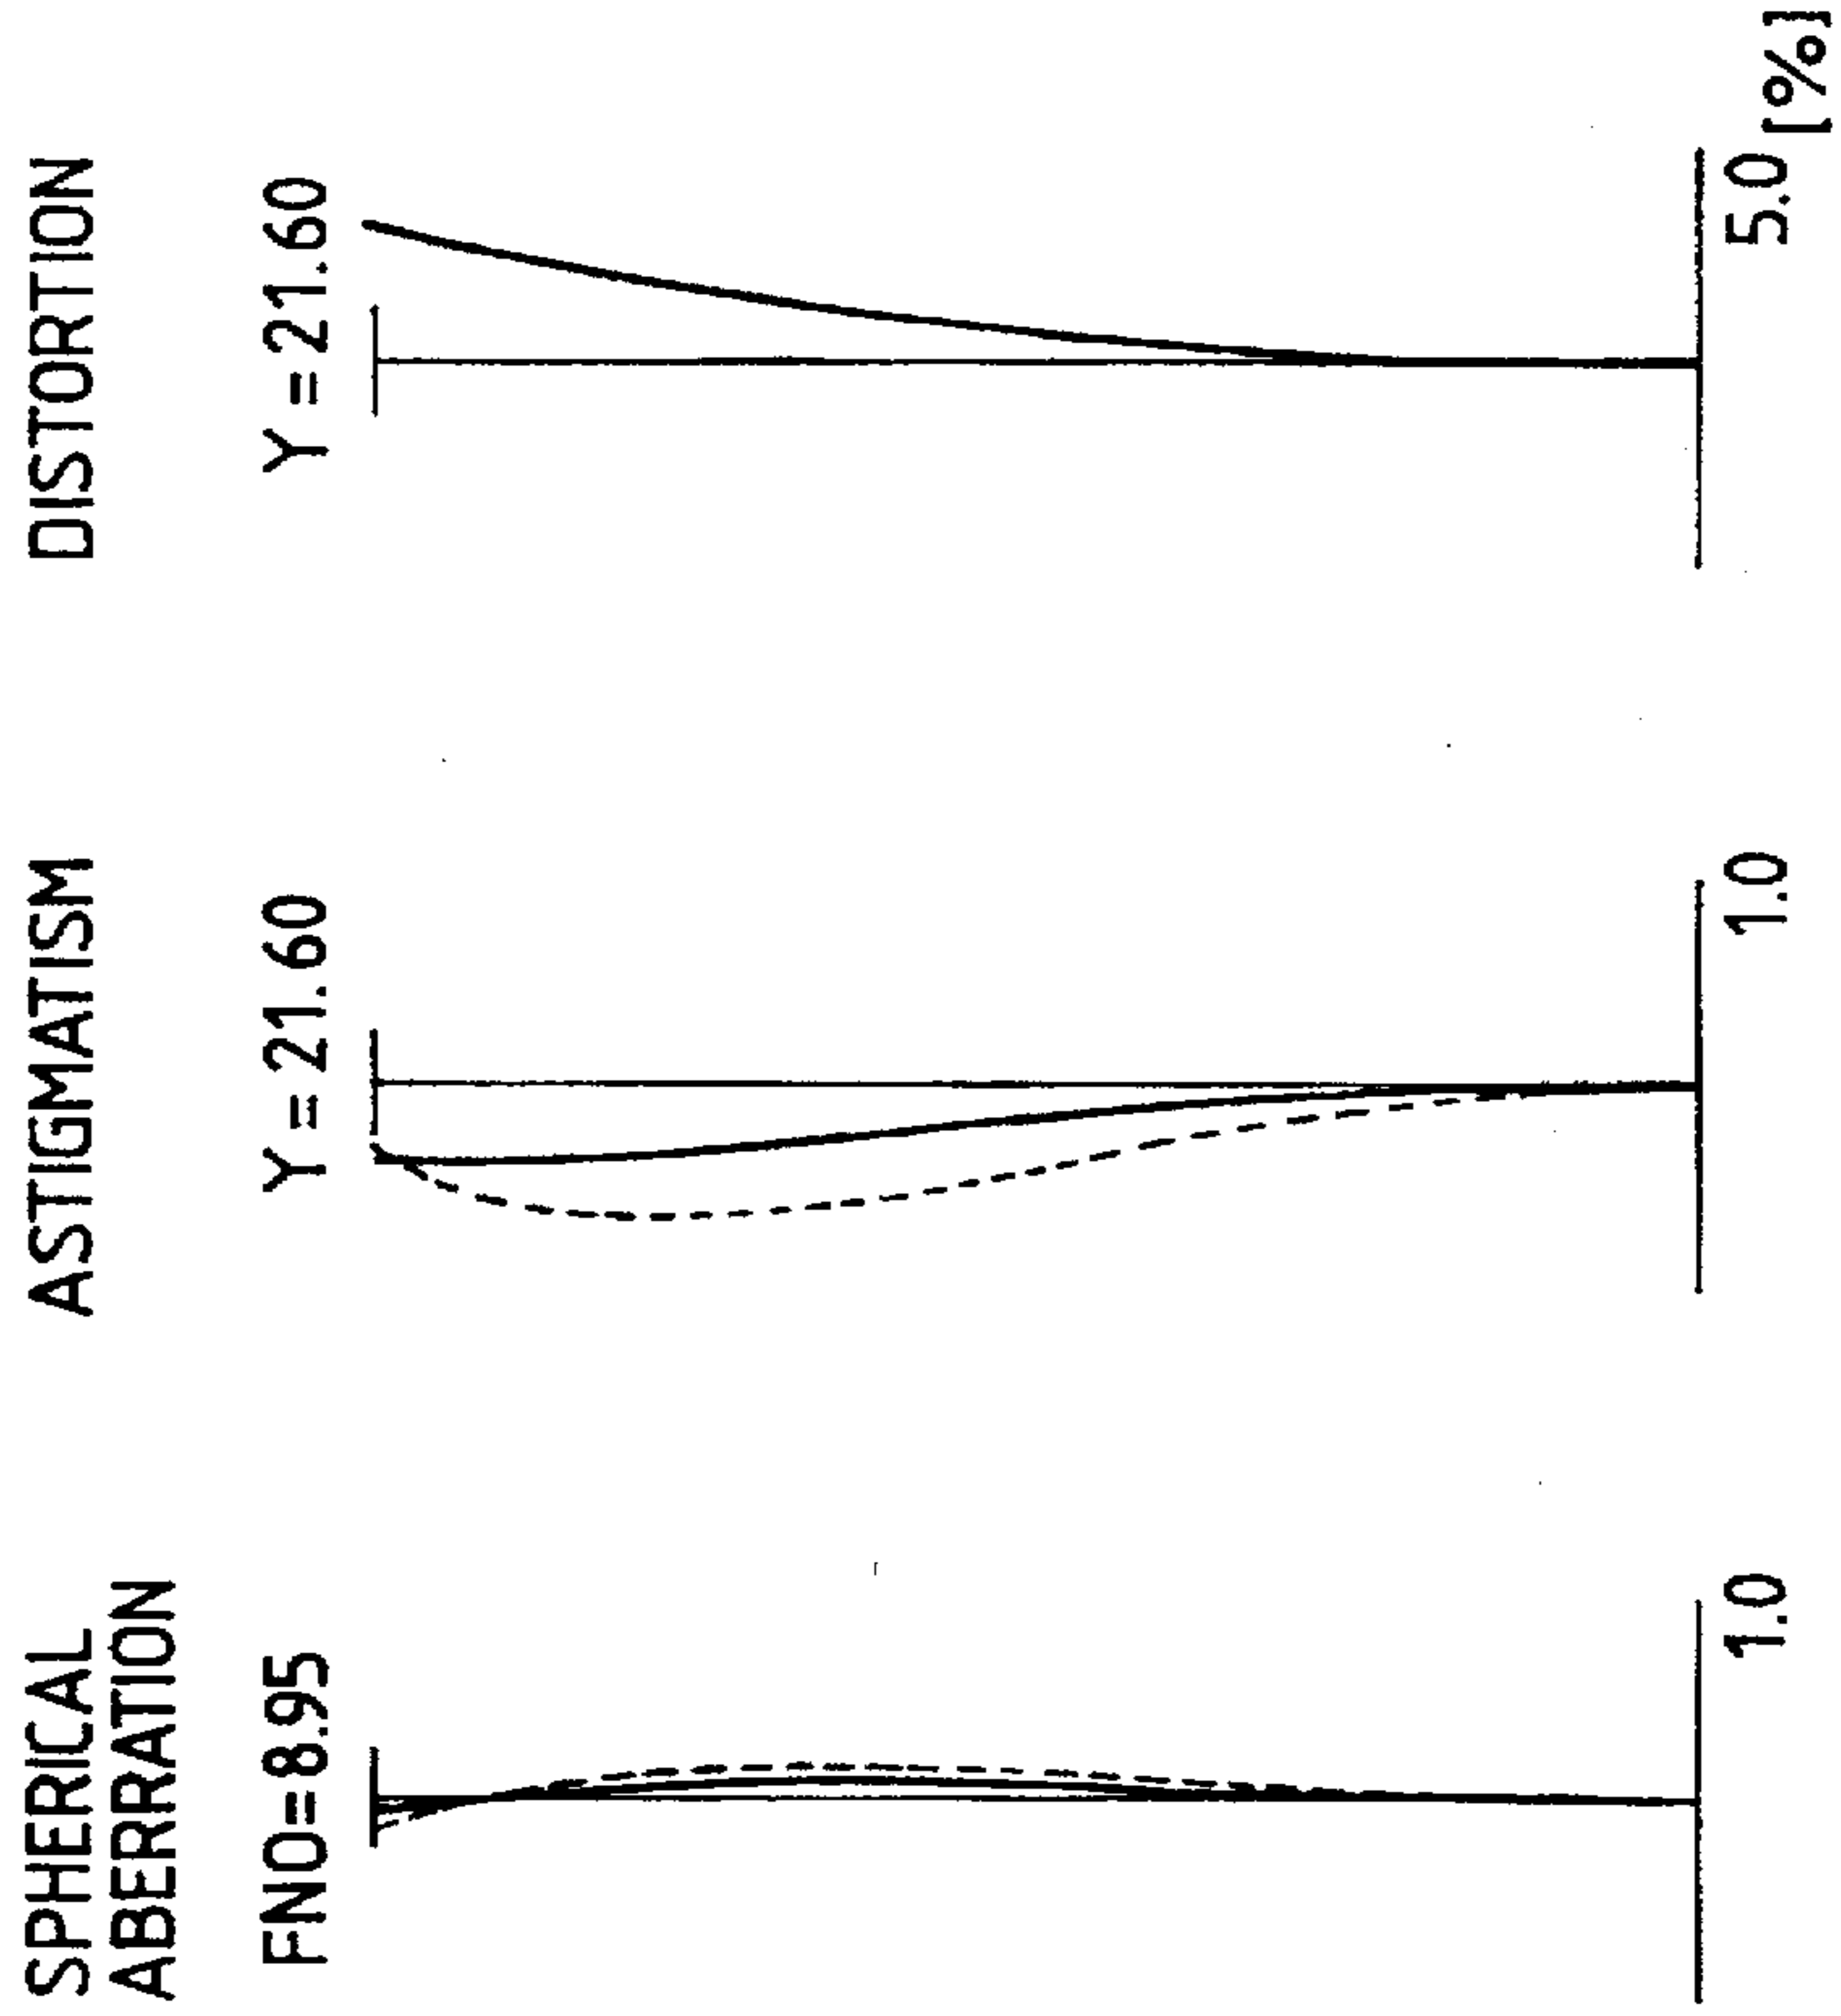 SPHERICAL
ABERRATION
FNO=8.95
1.0
ASTIGMATISM
Y = 21.60
1.0
DISTORTION
Y = 21.60
5.0 [%]